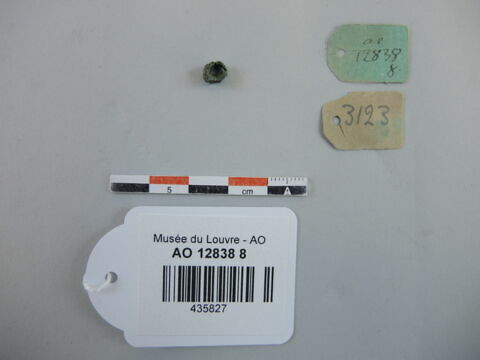 ao
12838
8
3123
5
cm
A
Musée du Louvre - AO
AO 12838 8
435827